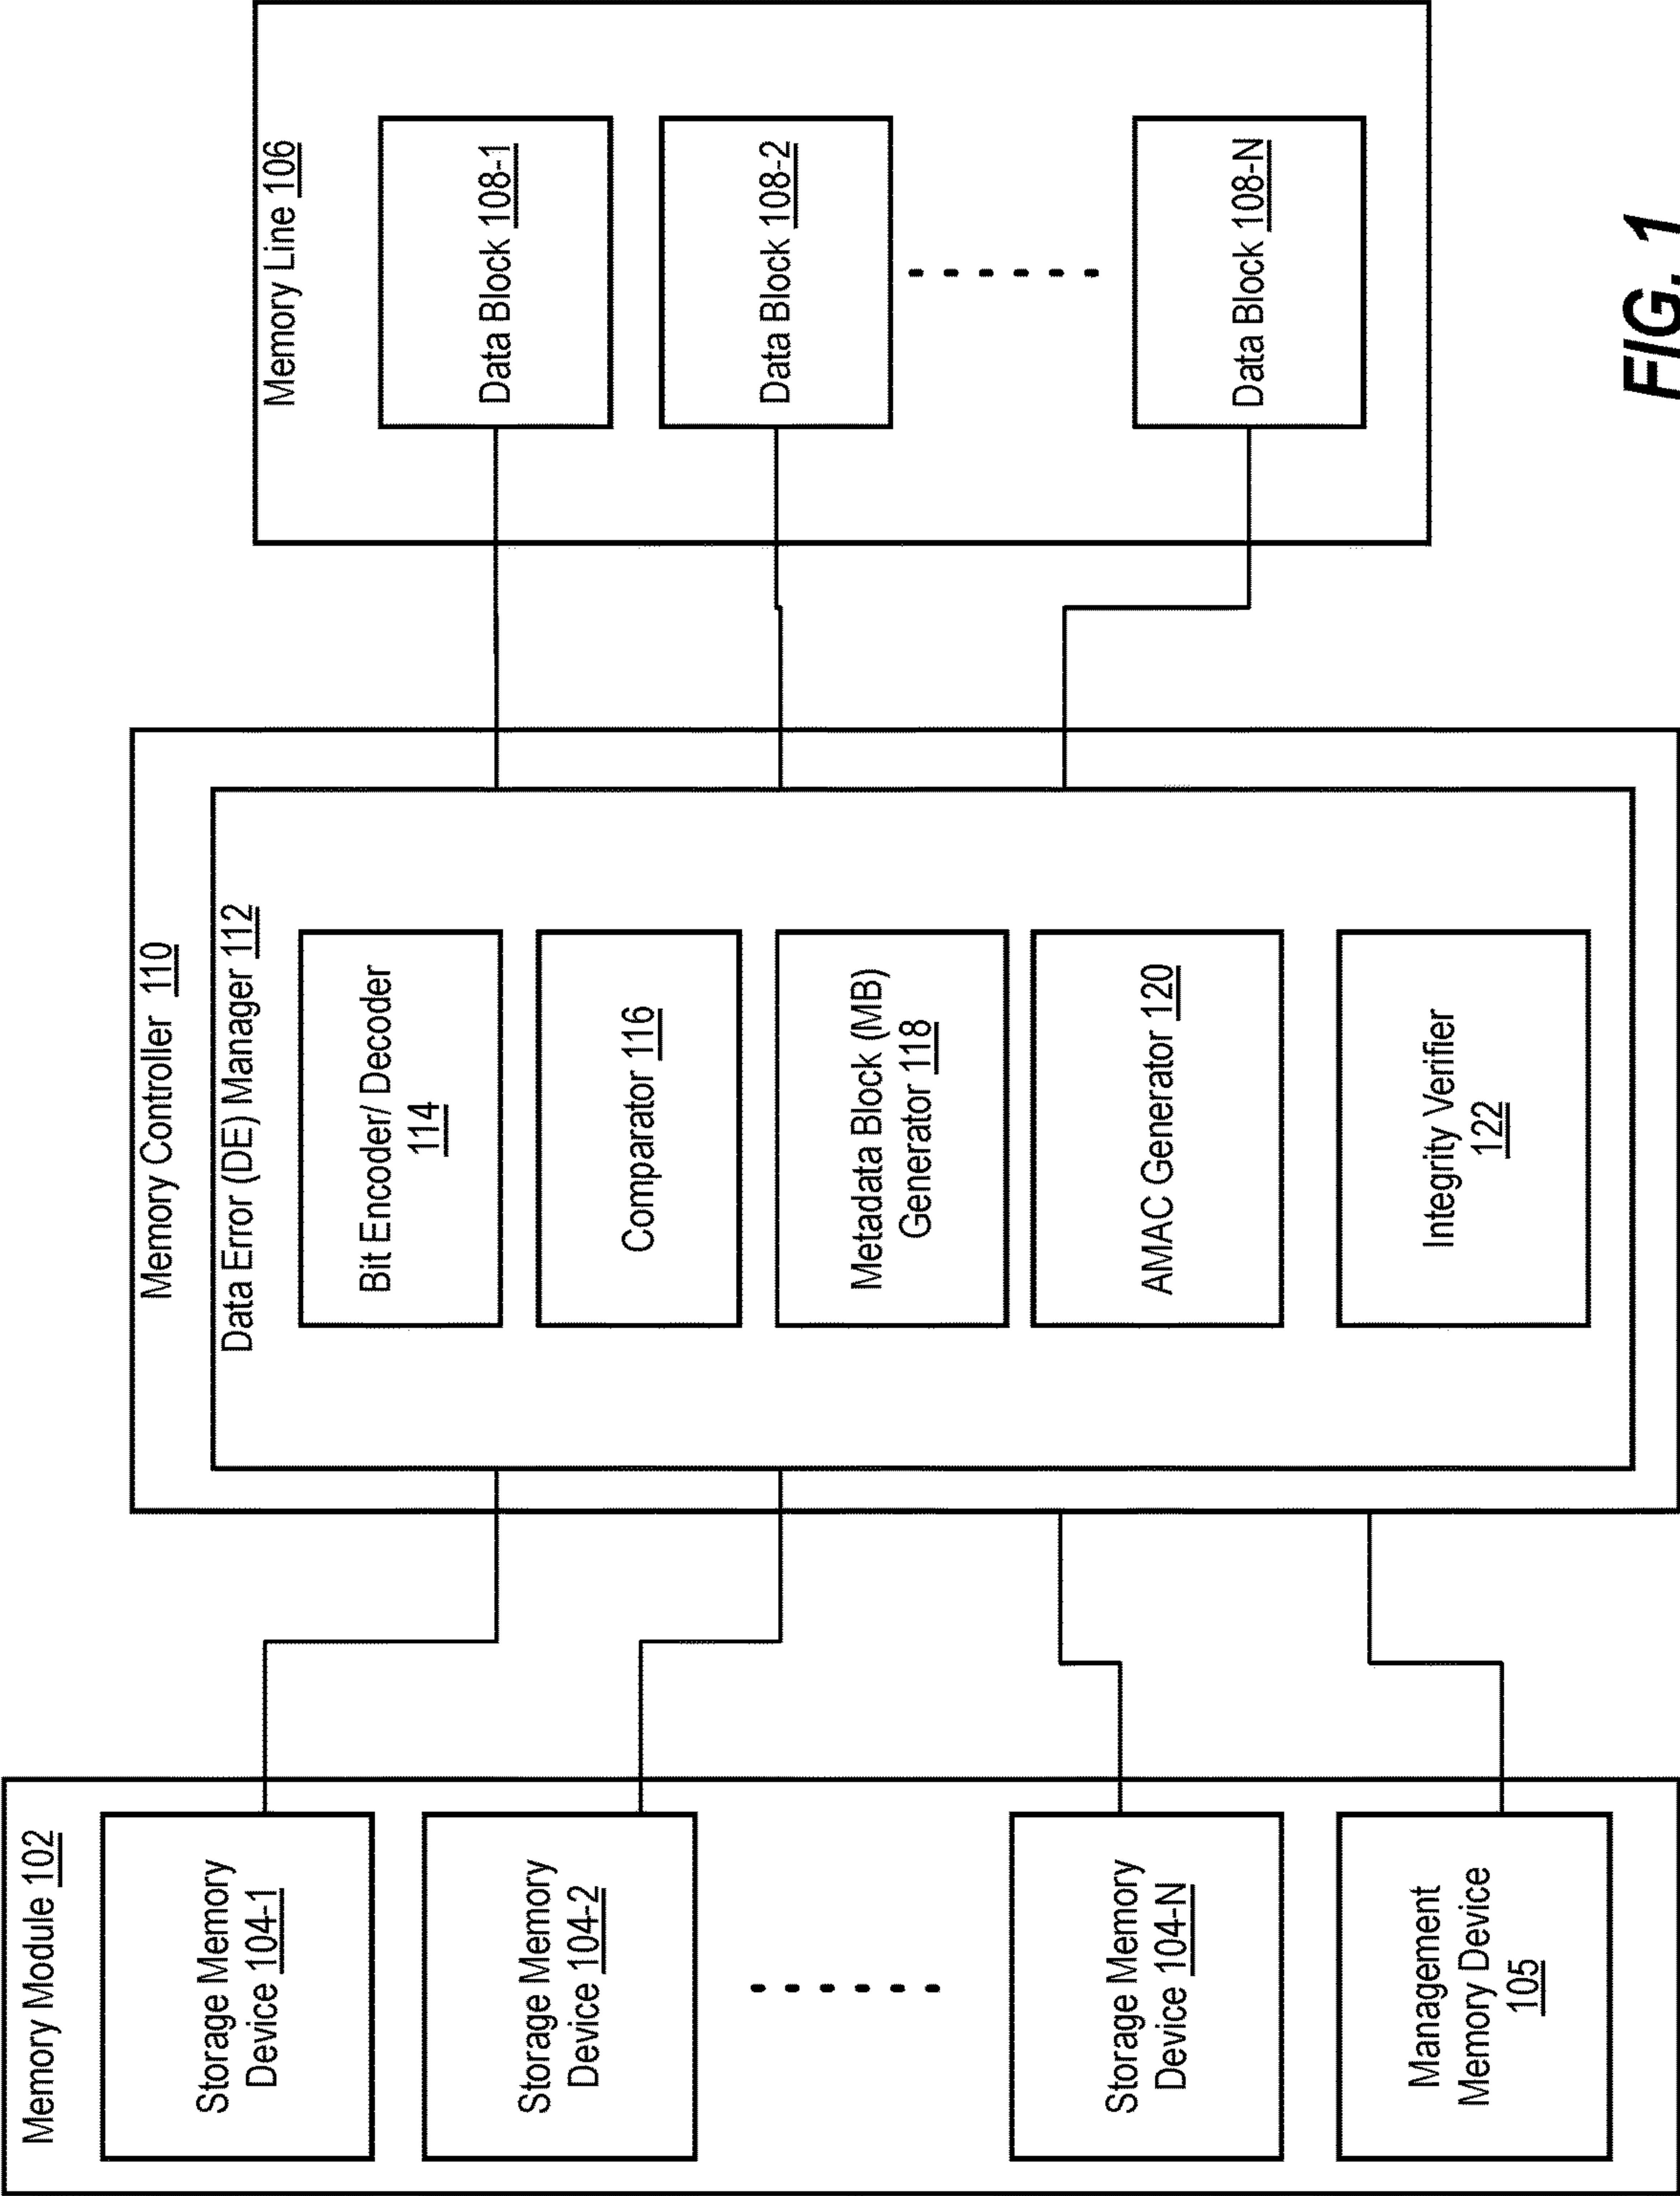 Memory Module 102
Storage Memory
Device 104-1
Storage Memory
Device 104-2
Storage Memory
Device 104-N
Management
Memory Device
105
Memory Controller 110
Data Error (DE) Manager 112
Bit Encoder/ Decoder
114
Comparator 116
Metadata Block (MB)
Generator 118
AMAC Generator 120
Integrity Verifier
122
Memory Line 106
Data Block 108-1
Data Block 108-2
Data Block 108-N
FIG. 1